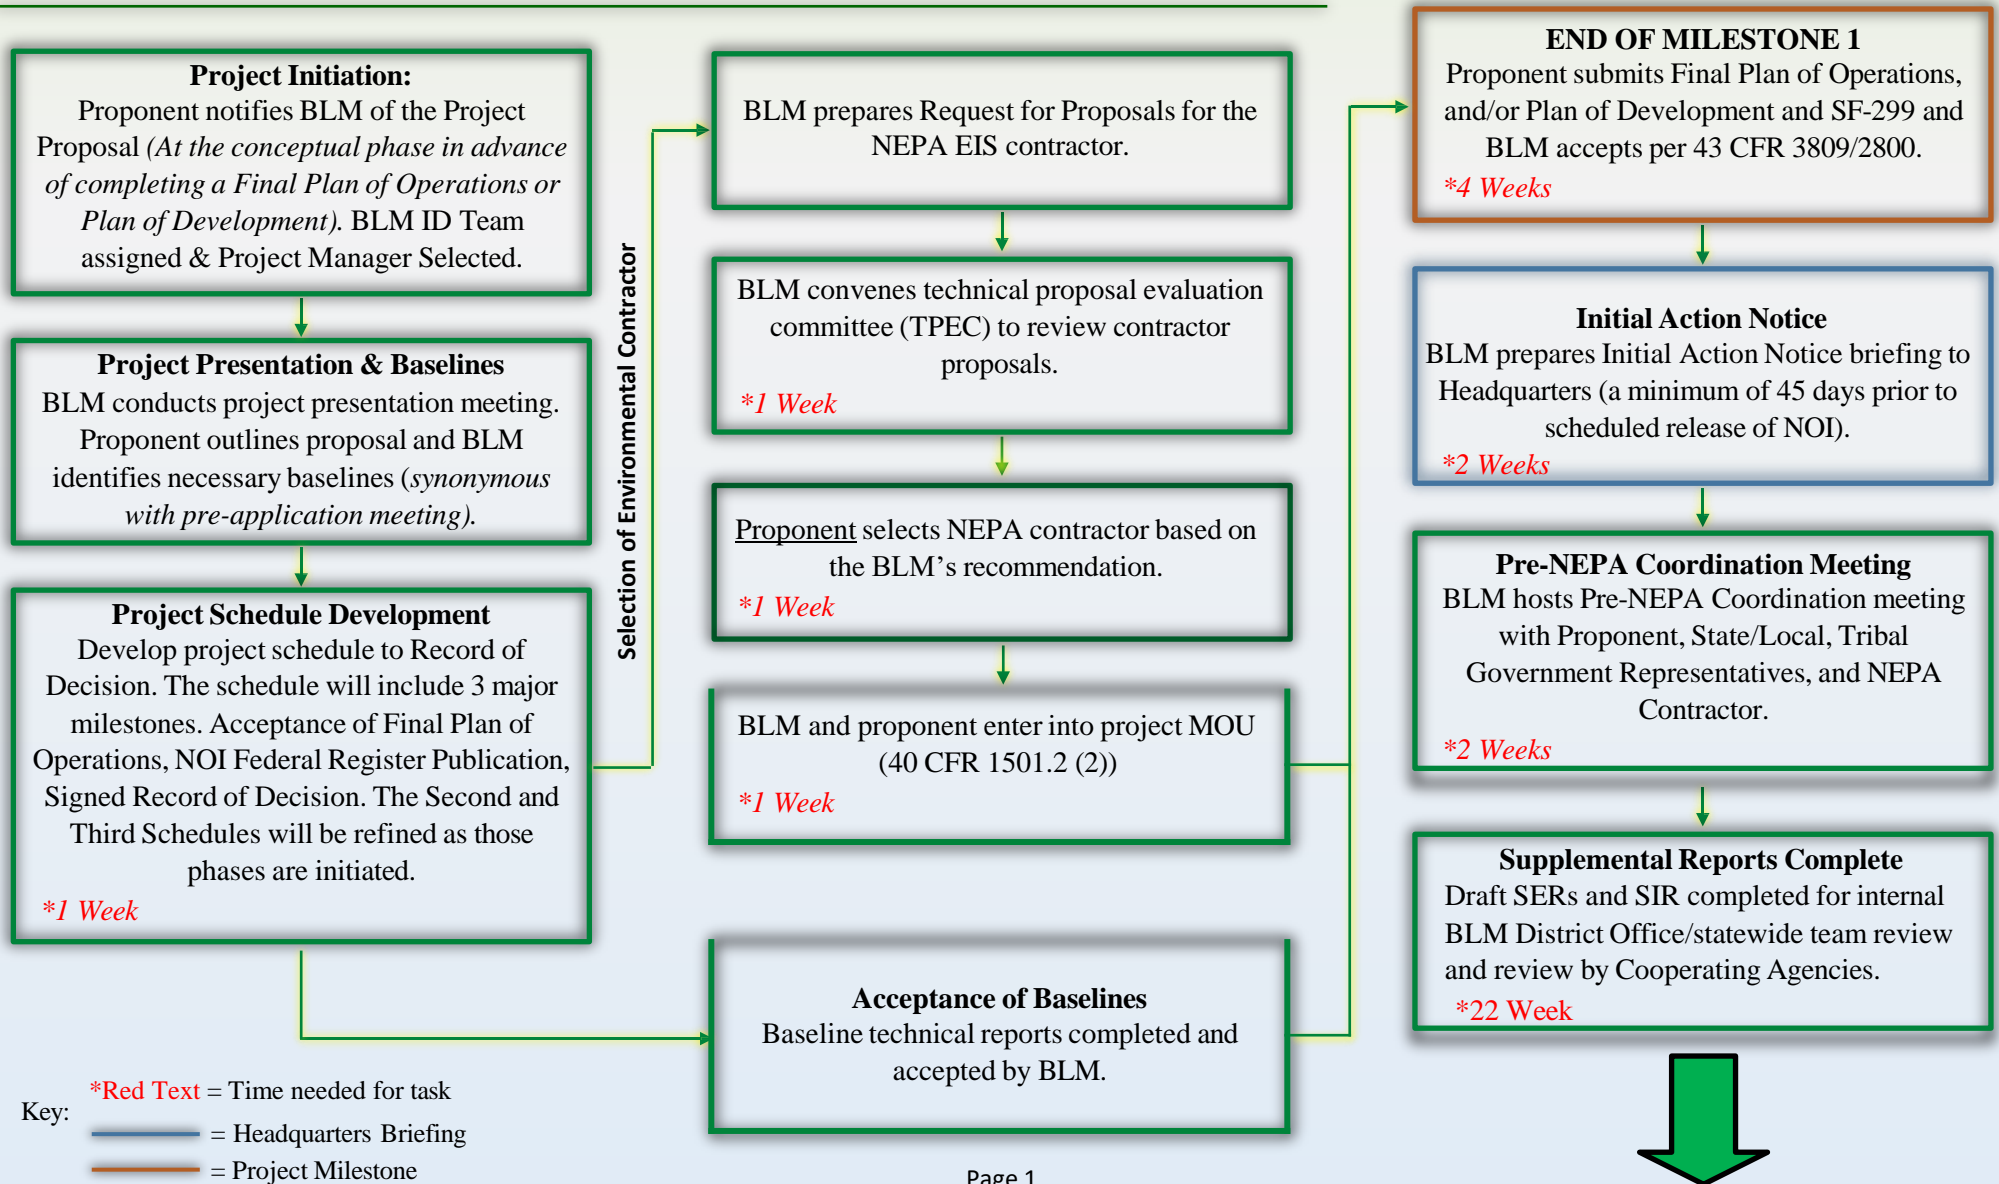 Project Initiation:
Proponent notifies BLM of the Project
Proposal (At the conceptual phase in advance
of completing a Final Plan of Operations or
Plan of Development). BLM ID Team
assigned & Project Manager Selected.
Project Presentation & Baselines
BLM conducts project presentation meeting.
Proponent outlines proposal and BLM
identifies necessary baselines (synonymous
with pre-application meeting).
Project Schedule Development
Develop project schedule to Record of
Decision. The schedule will include 3 major
milestones. Acceptance of Final Plan of
Operations, NOI Federal Register Publication,
Signed Record of Decision. The Second and
Third Schedules will be refined as those
phases are initiated.
*1 Week
Selection of Environmental Contractor
BLM prepares Request for Proposals for the
NEPA EIS contractor.
BLM convenes technical proposal evaluation
committee (TPEC) to review contractor
proposals.
*1 Week
Proponent selects NEPA contractor based on
the BLM’s recommendation.
*1 Week
BLM and proponent enter into project MOU
(40 CFR 1501.2 (2))
*1 Week
Acceptance of Baselines
Baseline technical reports completed and
accepted by BLM.
END OF MILESTONE 1
Proponent submits Final Plan of Operations,
and/or Plan of Development and SF-299 and
BLM accepts per 43 CFR 3809/2800.
*4 Weeks
Initial Action Notice
BLM prepares Initial Action Notice briefing to
Headquarters (a minimum of 45 days prior to
scheduled release of NOI).
*2 Weeks
Pre-NEPA Coordination Meeting
BLM hosts Pre-NEPA Coordination meeting
with Proponent, State/Local, Tribal
Government Representatives, and NEPA
Contractor.
*2 Weeks
Supplemental Reports Complete
Draft SERs and SIR completed for internal
BLM District Office/statewide team review
and review by Cooperating Agencies.
*22 Week
Key:
*Red Text = Time needed for task
= Headquarters Briefing
= Project Milestone
Page 1